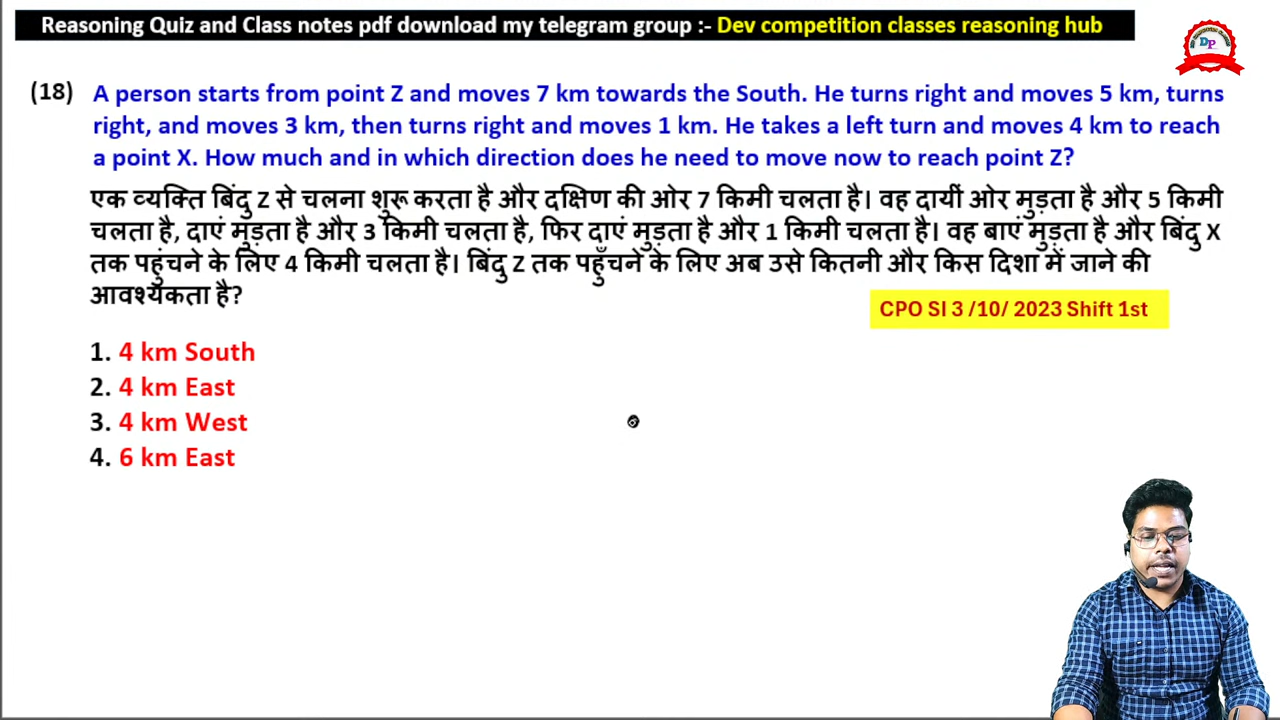 Reasoning Quiz and Class notes pdf download my telegram group :- Dev competition classes reasoning hub
DP
(18) A person starts from point Z and moves 7 km towards the South. He turns right and moves 5 km, turns
right, and moves 3 km, then turns right and moves 1 km. He takes a left turn and moves 4 km to reach
a point X. How much and in which direction does he need to move now to reach point Z?
एक व्यक्ति बिंदु Z से चलना शुरू करता है और दक्षिण की ओर 7 किमी चलता है। वह दायीं ओर मुड़ता है और 5 किमी
चलता है, दाएं मुड़ता है और 3 किमी चलता है, फिर दाएं मुड़ता है और 1 किमी चलता है। वह बाएं मुड़ता है और बिंदु X
तक पहुंचने के लिए 4 किमी चलता है। बिंदु Z तक पहुँचने के लिए अब उसे कितनी और किस दिशा में जाने की
आवश्यकता है?
CPO SI 3 /10/ 2023 Shift 1st
1. 4 km South
2. 4 km East
3. 4 km West
4. 6 km East